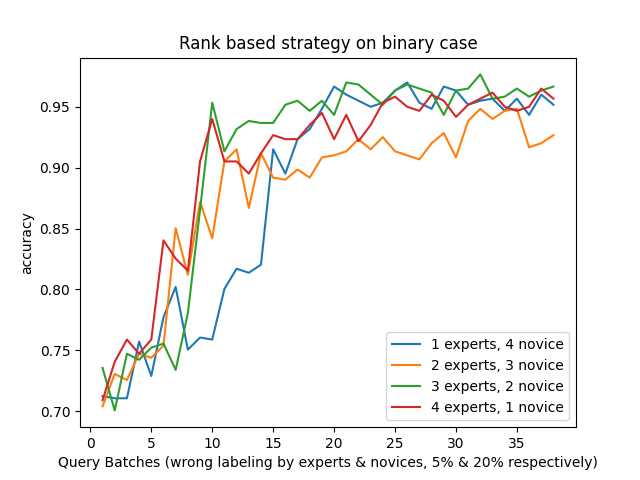 Rank based strategy on binary case
accuracy
0.95
0.90
0.85
0.80
0.75
0.70
1 experts, 4 novice
2 experts, 3 novice
3 experts, 2 novice
4 experts, 1 novice
0 5 10 15 20 25 30 35
Query Batches (wrong labeling by experts & novices, 5% & 20% respectively)